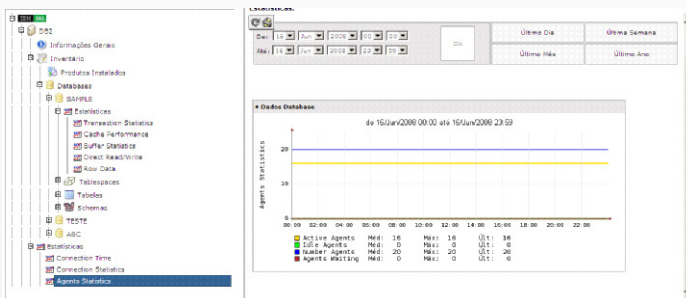 IBM
DB2
Informações Gerais
Inventário
Produtos Instalados
Databases
SAMPLE
Estatísticas
Transaction Statistics
Cache Performance
Buffer Statistics
Direct Read/Write
Row Data
Tablespaces
Tabelas
Schemas
TESTE
ABC
Estatísticas
Connection Time
Connection Statistics
Agents Statistics
Estatísticas:
De: 16 Jun 2008 00 00
Até: 16 Jun 2008 23 59
Ok
Último Dia
Última Semana
Último Mês
Último Ano
Dados Database
de 16/Jun/2008 00:00 até 16/Jun/2008 23:59
Agents Statistics
20
10
0
00:00 02:00 04:00 06:00 08:00 10:00 12:00 14:00 16:00 18:00 20:00 22:00
Active Agents Méd: 16 Máx: 16 Últ: 16
Idle Agents Méd: 0 Máx: 0 Últ: 0
Number Agents Méd: 20 Máx: 20 Últ: 20
Agents Waiting Méd: 0 Máx: 0 Últ: 0